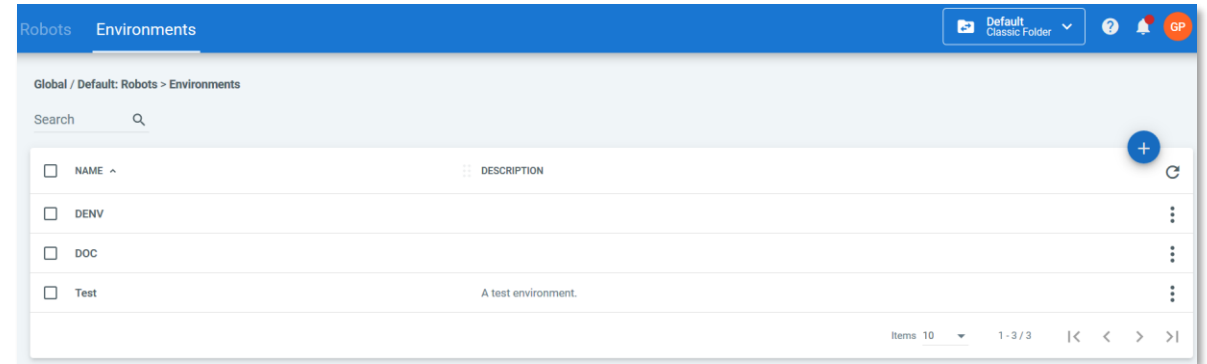 Robots Environments Default Classic Folder GP
Global / Default: Robots > Environments
Search
NAME DESCRIPTION
DENV
DOC
Test A test environment.
Items 10 1 - 3 / 3